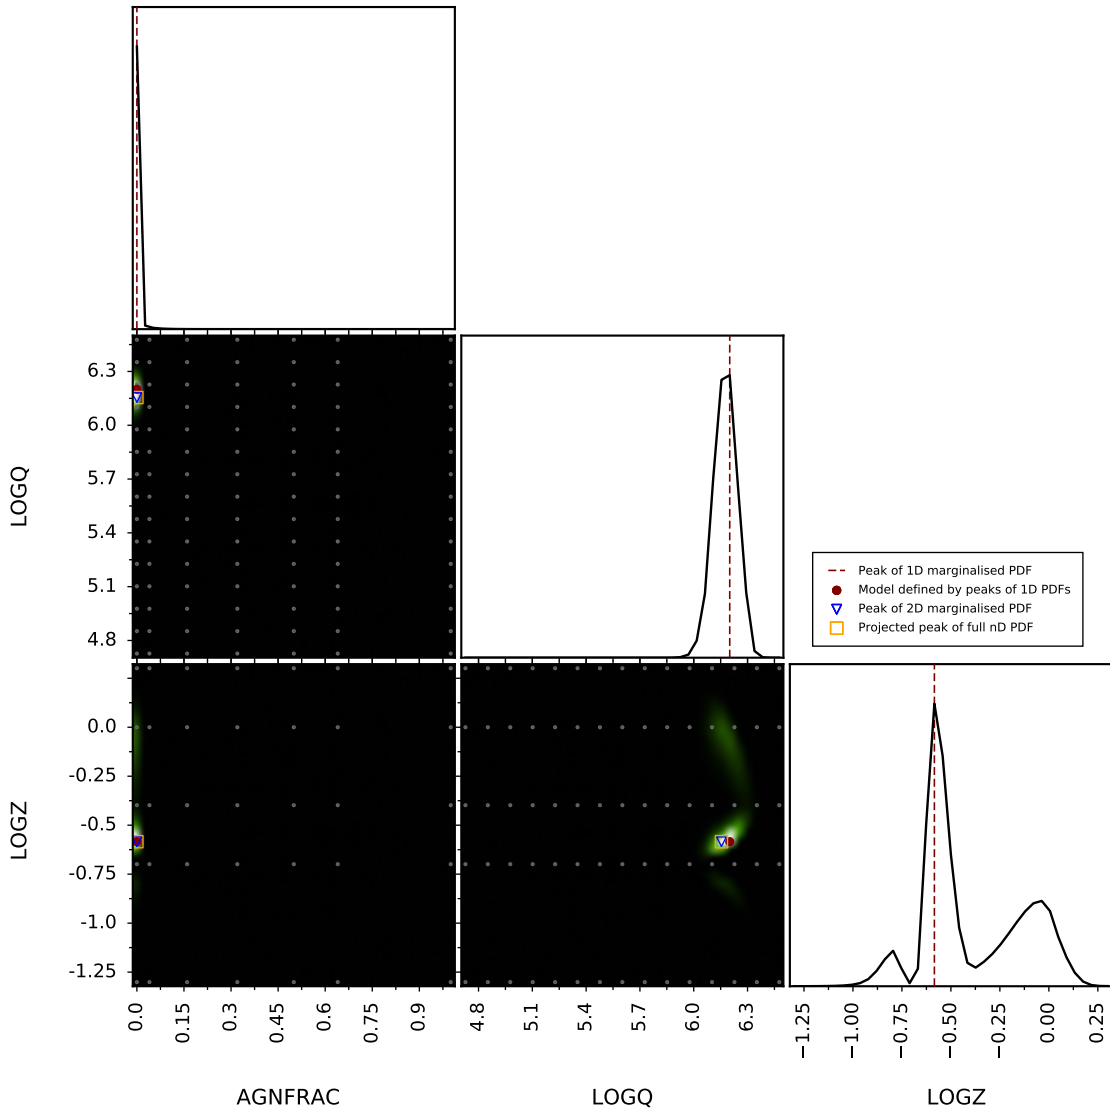 6.3
6.0
5.7
5.4
5.1
4.8
LOGQ
Peak of 1D marginalised PDF
Model defined by peaks of 1D PDFs
Peak of 2D marginalised PDF
Projected peak of full nD PDF
0.0
-0.25
-0.5
-0.75
-1.0
-1.25
LOGZ
0.0 0.15 0.3 0.45 0.6 0.75 0.9
4.8 5.1 5.4 5.7 6.0 6.3
−1.25 −1.00 −0.75 −0.50 −0.25 0.00 0.25
AGNFRAC LOGQ LOGZ